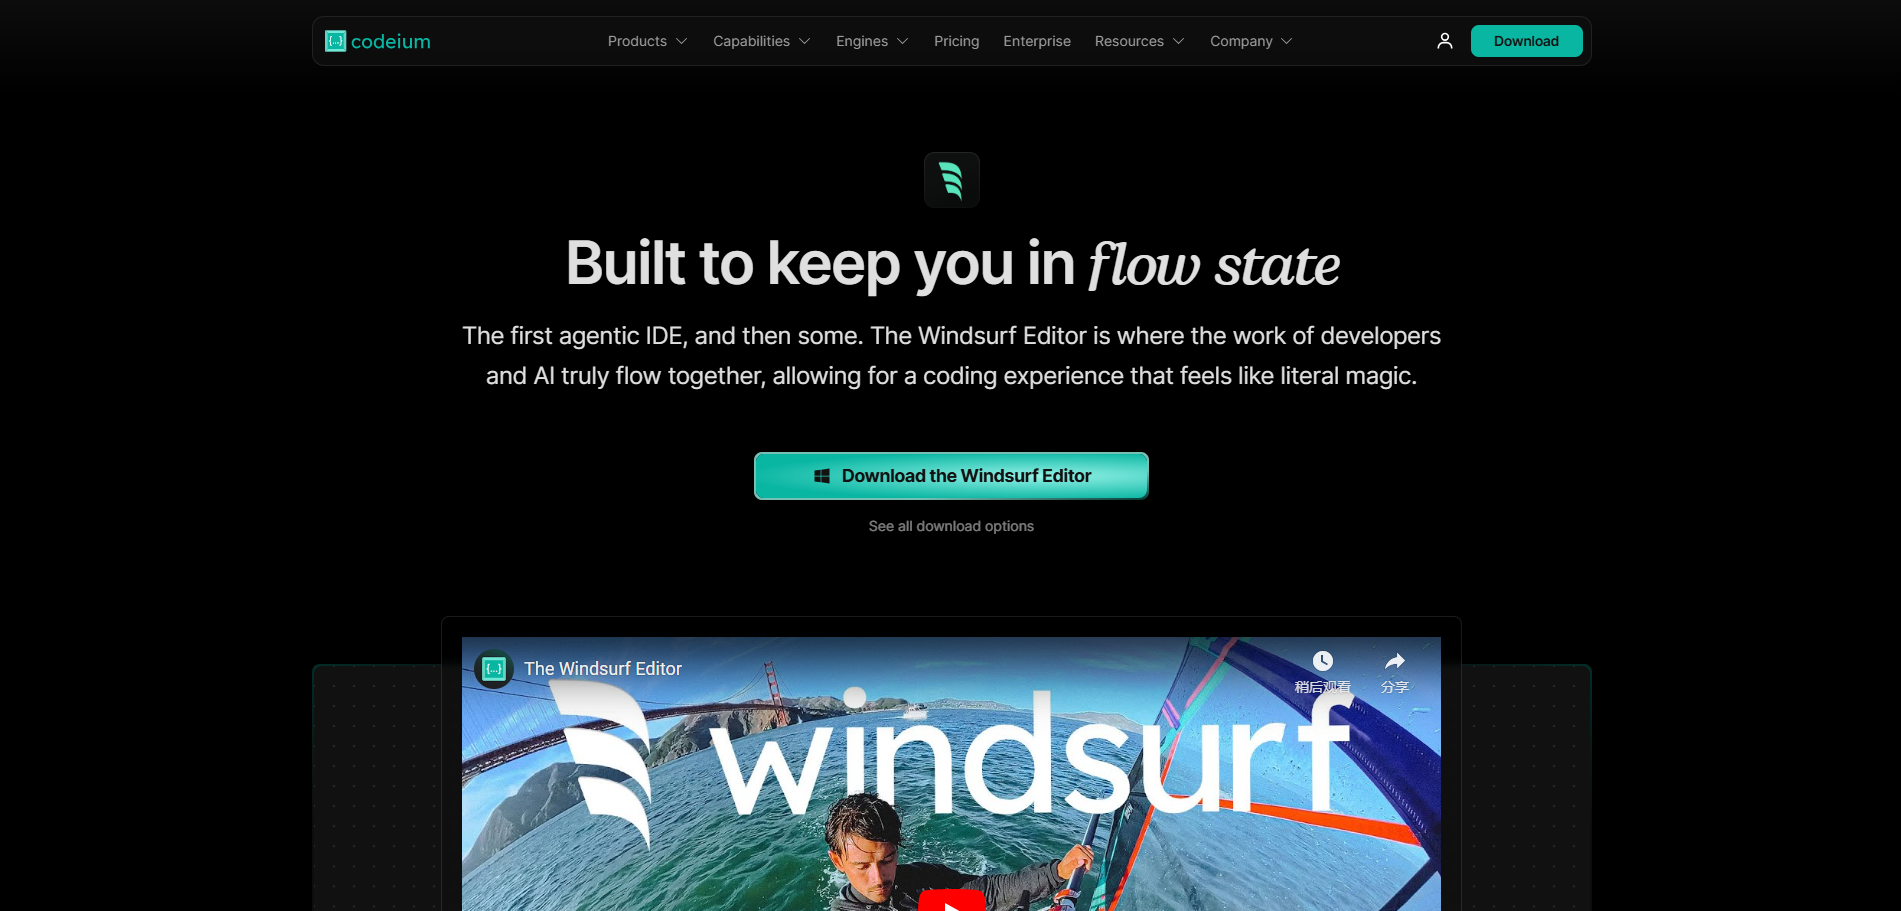 {...} codeium
Products
Capabilities
Engines
Pricing
Enterprise
Resources
Company
Download
Built to keep you in flow state
The first agentic IDE, and then some. The Windsurf Editor is where the work of developers
and AI truly flow together, allowing for a coding experience that feels like literal magic.
Download the Windsurf Editor
See all download options
{...} The Windsurf Editor
稍后观看
分享
windsurf